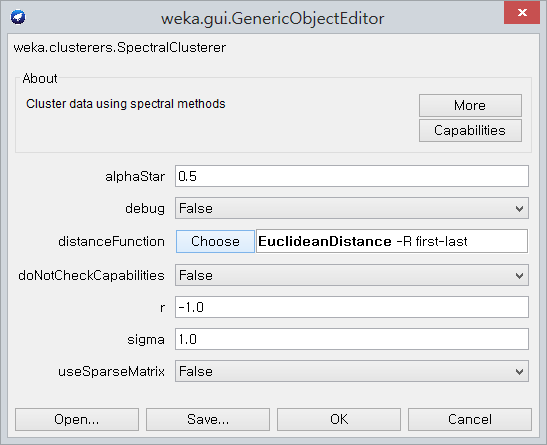 weka.gui.GenericObjectEditor
weka.clusterers.SpectralClusterer
About
Cluster data using spectral methods
More
Capabilities
alphaStar 0.5
debug False
distanceFunction Choose EuclideanDistance -R first-last
doNotCheckCapabilities False
r -1.0
sigma 1.0
useSparseMatrix False
Open... Save... OK Cancel